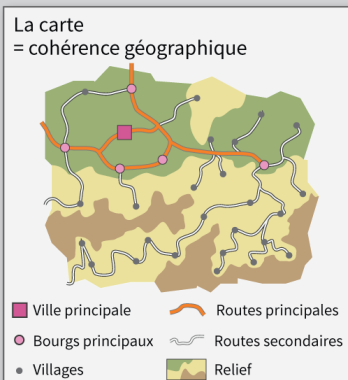 La carte
= cohérence géographique
Ville principale
Routes principales
Bourgs principaux
Routes secondaires
Villages
Relief